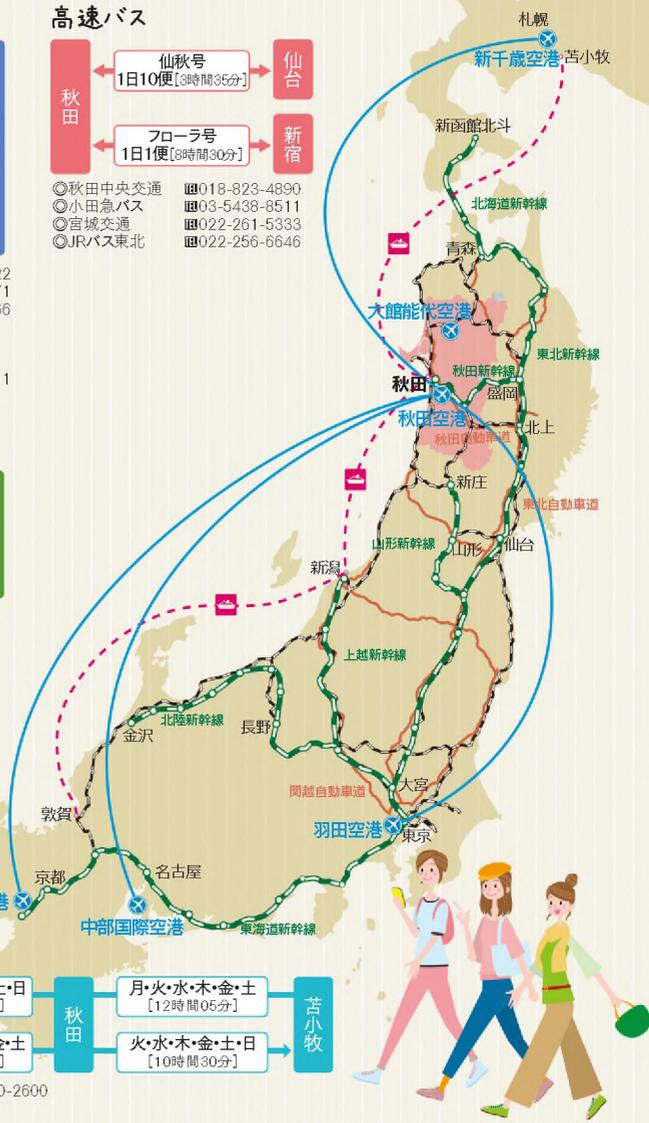 高速バス
秋田
仙秋号
1日10便[3時間35分]
仙台
フローラ号
1日1便[8時間30分]
新宿
◎秋田中央交通 ℡018-823-4890
◎小田急バス ℡03-5438-8511
◎宮城交通 ℡022-261-5333
◎JRバス東北 ℡022-256-6646
札幌
新千歳空港
苫小牧
新函館北斗
北海道新幹線
青森
大館能代空港
東北新幹線
秋田新幹線
秋田
盛岡
秋田空港
秋田自動車道
北上
新庄
東北自動車道
山形新幹線
山形
仙台
新潟
上越新幹線
北陸新幹線
金沢
長野
関越自動車道
大宮
敦賀
羽田空港
東京
京都
名古屋
港
中部国際空港
東海道新幹線
土・日
秋田
月・火・水・木・金・土
[12時間05分]
苫小牧
金・土
火・水・木・金・土・日
[10時間30分]
0-2600
22
1
66
1